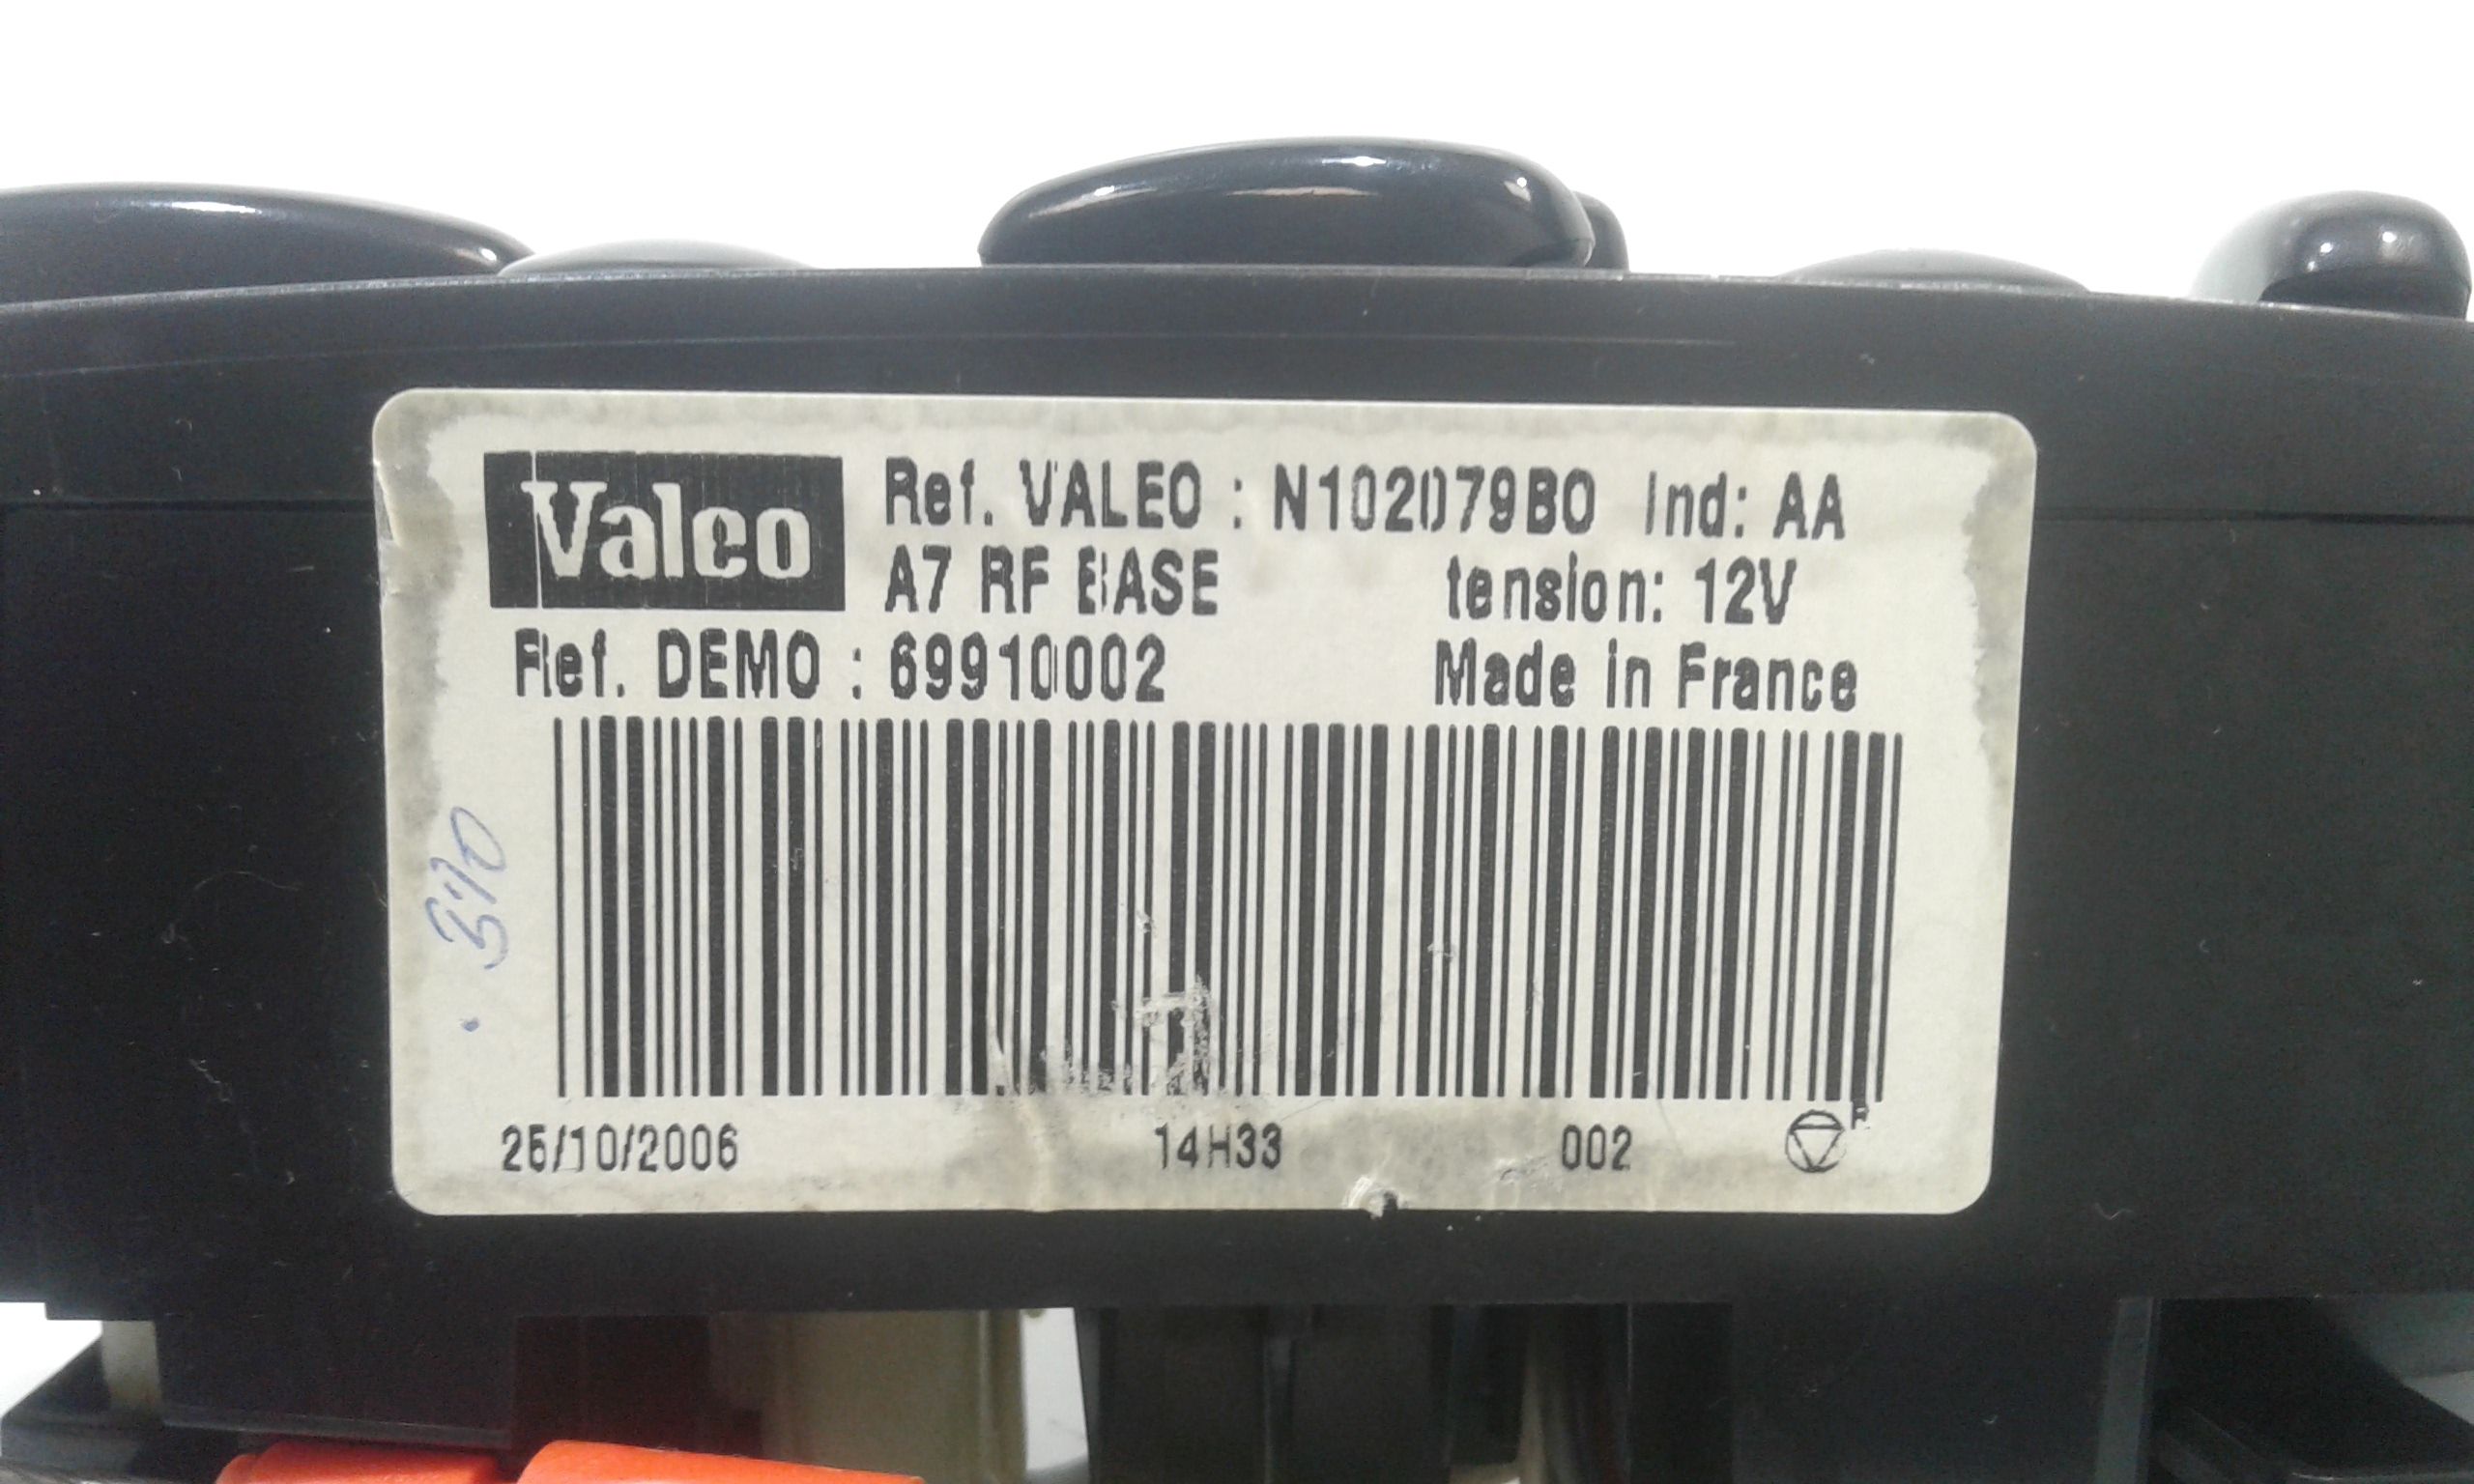 Valeo Ref. VALEO : N102079B0 Ind: AA
A7 RF BASE tension: 12V
Ref. DEMO : 69910002 Made in France
25/10/2006 14H33 002